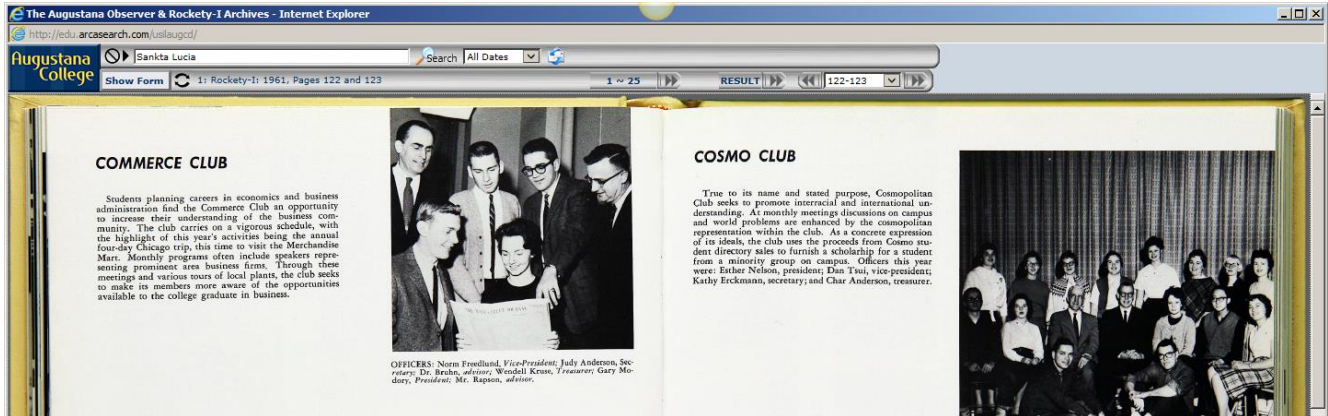 The Augustana Observer & Rockety-I Archives - Internet Explorer
http://edu.arcasearch.com/usilaugcd/
Augustana
College
Sankta Lucia
Search
All Dates
Show Form
1: Rockety-I: 1961, Pages 122 and 123
1 ~ 25
RESULT
122-123
COMMERCE CLUB
Students planning careers in economics and business
administration find the Commerce Club an opportunity
to increase their understanding of the business com-
munity. The club carries on a vigorous schedule, with
the highlight of this year's activities being the annual
four-day Chicago trip, this time to visit the Merchandise
Mart. Monthly programs often include speakers repre-
senting prominent area business firms. Through these
meetings and various tours of local plants, the club seeks
to make its members more aware of the opportunities
available to the college graduate in business.
OFFICERS: Norm Freedlund, Vice-President; Judy Anderson, Sec-
retary; Dr. Bruhn, advisor; Wendell Kruse, Treasurer; Gary Mo-
dory, President; Mr. Rapson, advisor.
COSMO CLUB
True to its name and stated purpose, Cosmopolitan
Club seeks to promote interracial and international un-
derstanding. At monthly meetings discussions on campus
and world problems are enhanced by the cosmopolitan
representation within the club. As a concrete expression
of its ideals, the club uses the proceeds from Cosmo stu-
dent directory sales to furnish a scholarhip for a student
from a minority group on campus. Officers this year
were: Esther Nelson, president; Dan Tsui, vice-president;
Kathy Erckmann, secretary; and Char Anderson, treasurer.